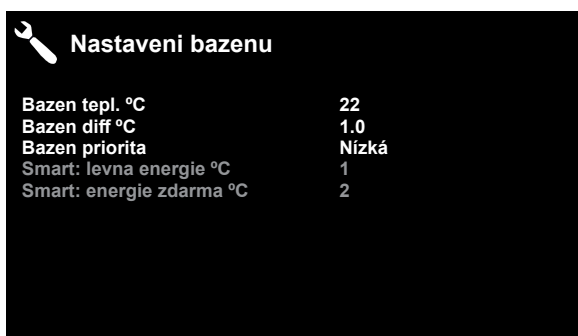 Nastaveni bazenu
Bazen tepl. ºC 22
Bazen diff ºC 1.0
Bazen priorita Nízká
Smart: levna energie ºC 1
Smart: energie zdarma ºC 2